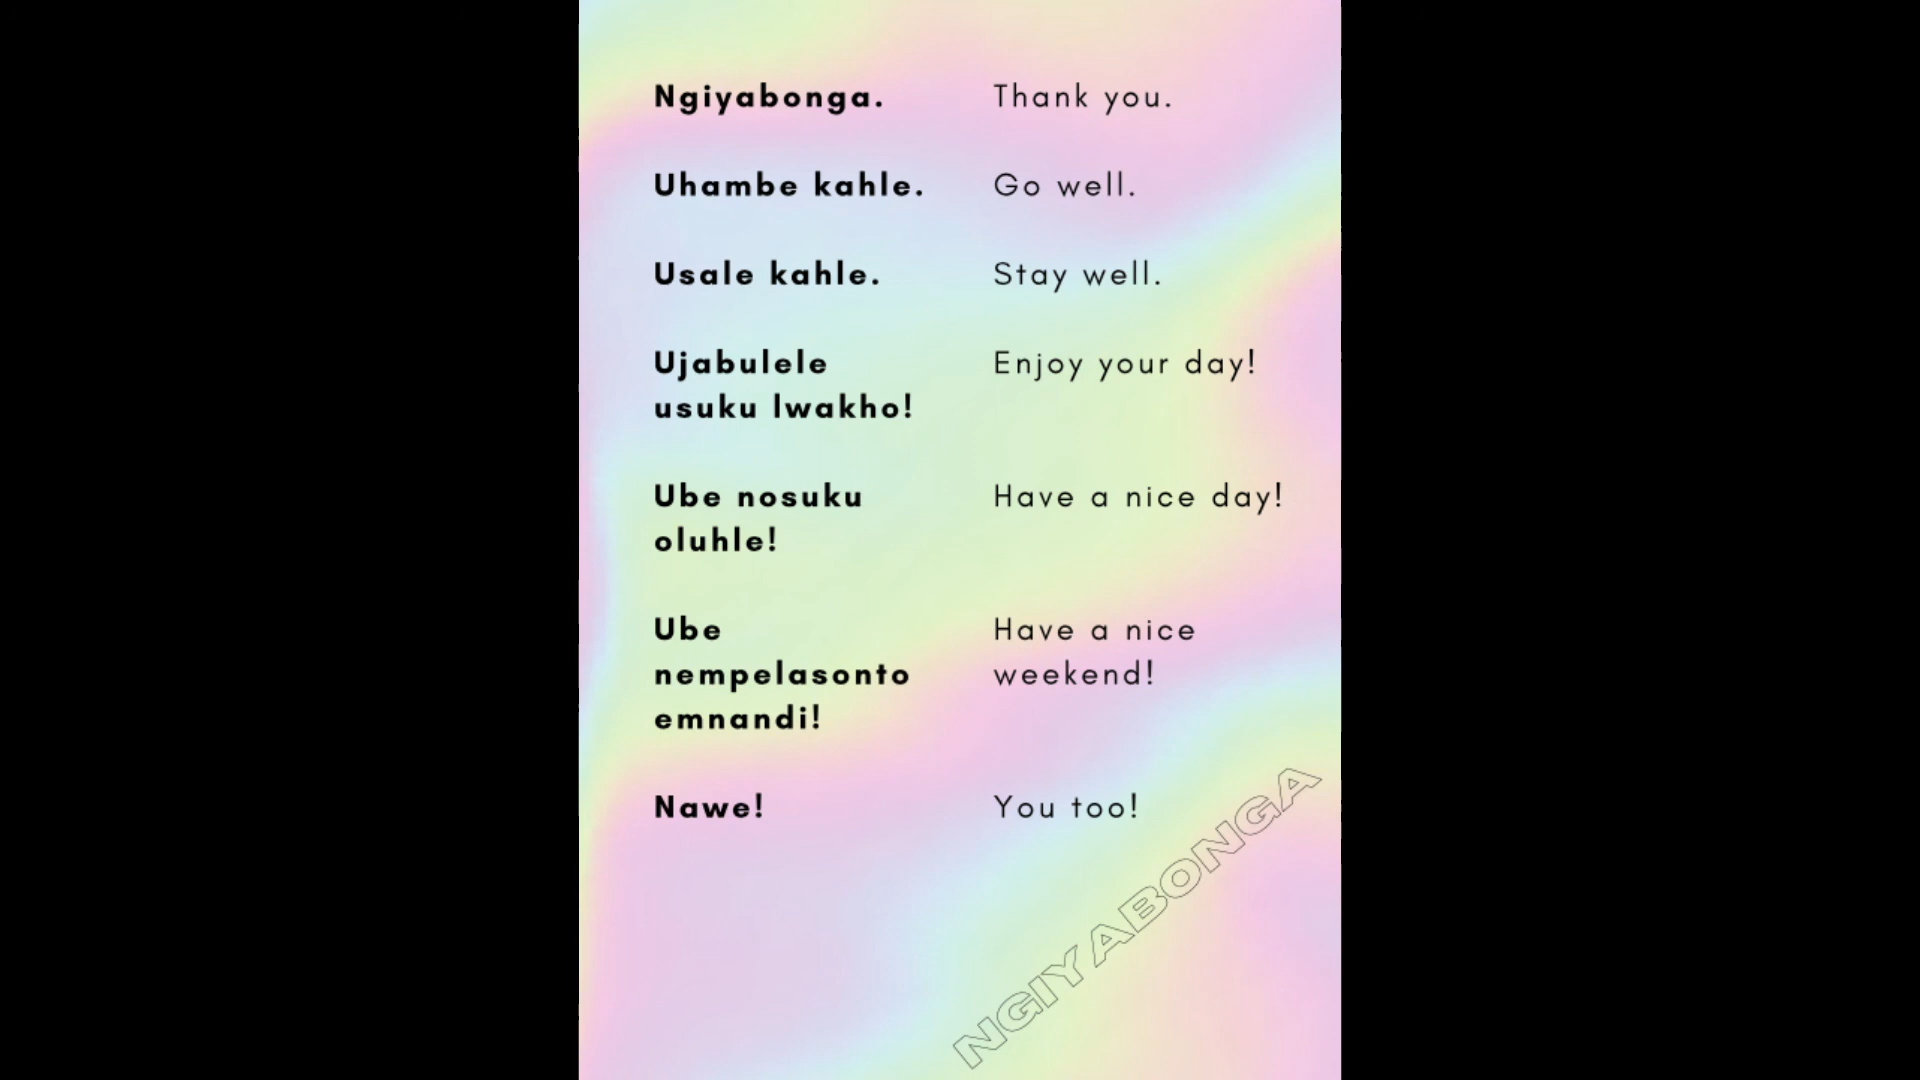 Ngiyabonga. Thank you.
Uhambe kahle. Go well.
Usale kahle. Stay well.
Ujabulele Enjoy your day!
usuku lwakho!
Ube nosuku Have a nice day!
oluhle!
Ube Have a nice
nempelasonto weekend!
emnandi!
Nawe! You too!
NGIYABONGA